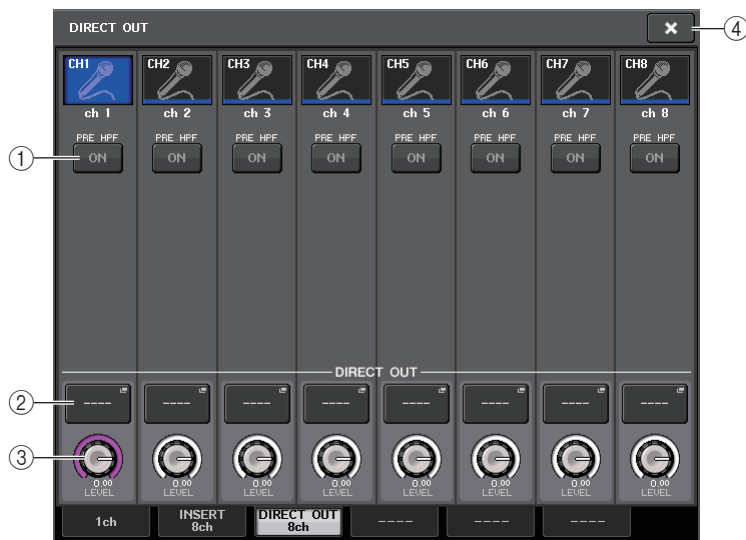 DIRECT OUT
④
CH1 CH2 CH3 CH4 CH5 CH6 CH7 CH8
ch 1 ch 2 ch 3 ch 4 ch 5 ch 6 ch 7 ch 8
PRE HPF PRE HPF PRE HPF PRE HPF PRE HPF PRE HPF PRE HPF PRE HPF
① ON ON ON ON ON ON ON ON
DIRECT OUT
② ---- ---- ---- ---- ---- ---- ---- ----
③
0.00 0.00 0.00 0.00 0.00 0.00 0.00 0.00
LEVEL LEVEL LEVEL LEVEL LEVEL LEVEL LEVEL LEVEL
1ch INSERT 8ch DIRECT OUT 8ch ---- ---- ----